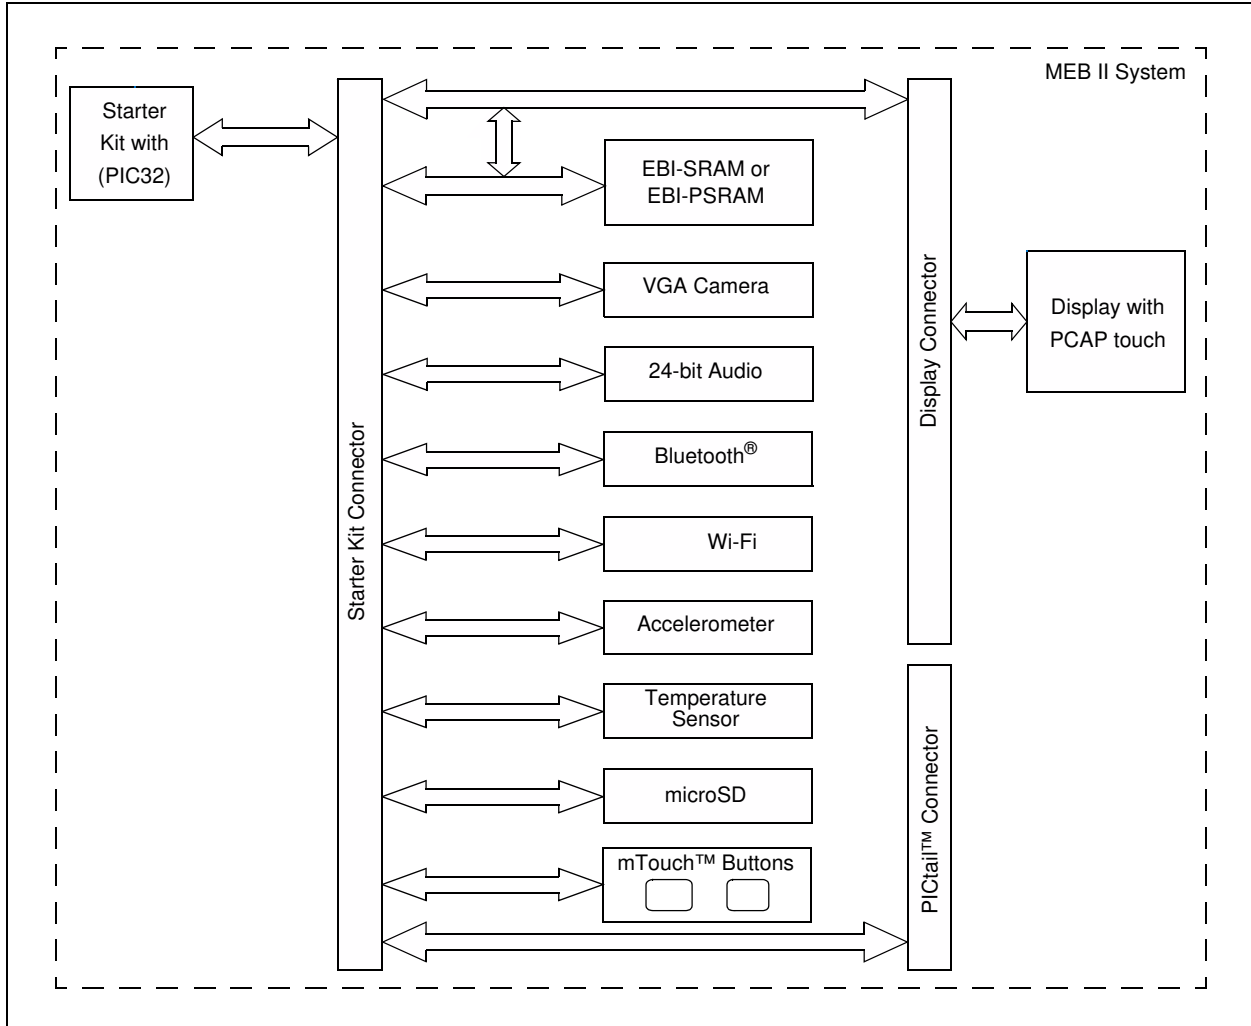 MEB II System
Starter
Kit with
(PIC32)
Starter Kit Connector
EBI-SRAM or
EBI-PSRAM
VGA Camera
24-bit Audio
Bluetooth®
Wi-Fi
Accelerometer
Temperature
Sensor
microSD
mTouch™ Buttons
Display Connector
PICtail™ Connector
Display with
PCAP touch